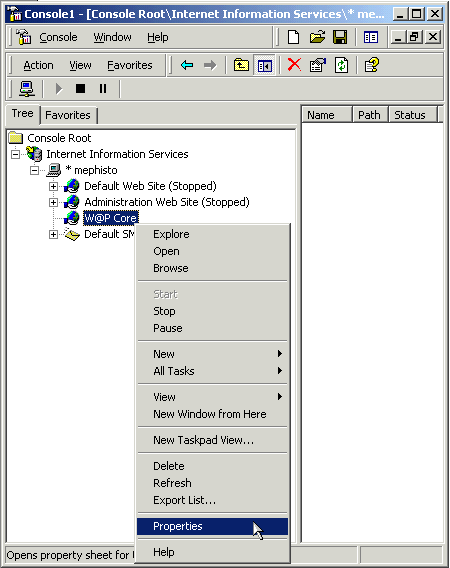 Console1 - [Console Root\Internet Information Services\* me...
Console Window Help
Action View Favorites
Tree Favorites
Name Path Status
Console Root
Internet Information Services
* mephisto
Default Web Site (Stopped)
Administration Web Site (Stopped)
W@P Core
Default SM
Explore
Open
Browse
Start
Stop
Pause
New
All Tasks
View
New Window from Here
New Taskpad View...
Delete
Refresh
Export List...
Properties
Help
Opens property sheet for